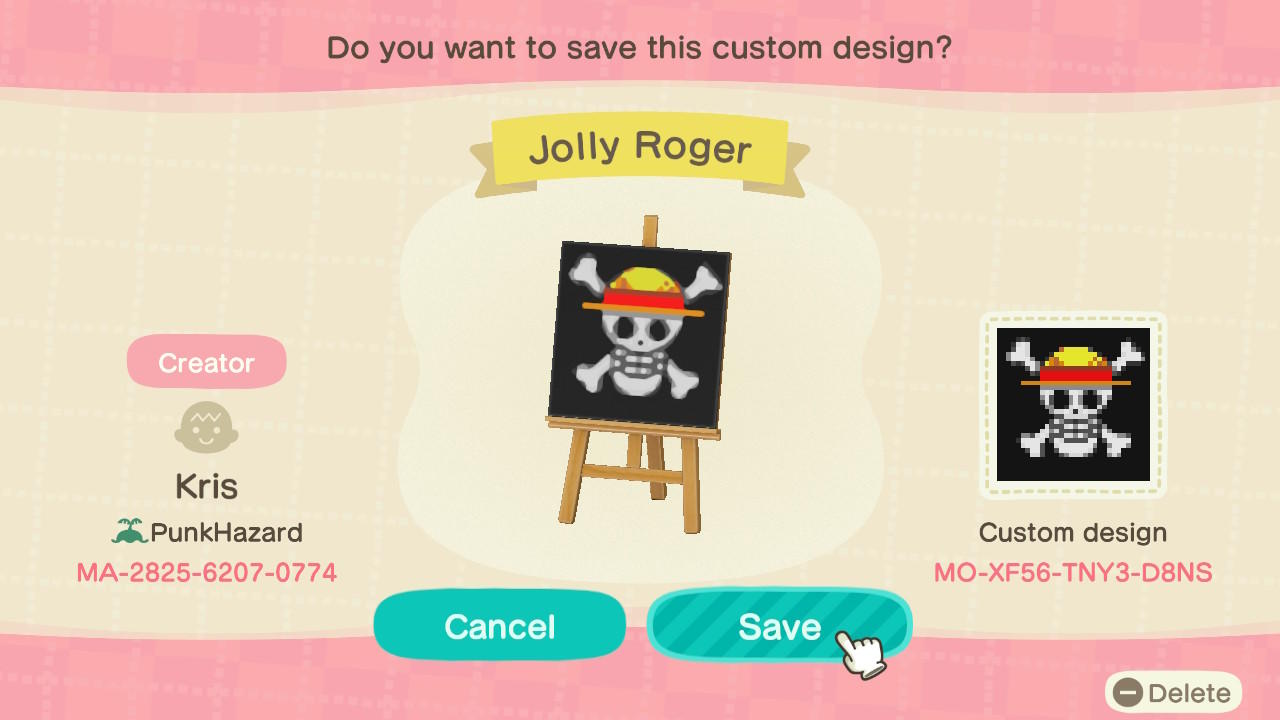 Do you want to save this custom design?
Jolly Roger
Creator
Kris
PunkHazard
MA-2825-6207-0774
Custom design
MO-XF56-TNY3-D8NS
Cancel
Save
Delete